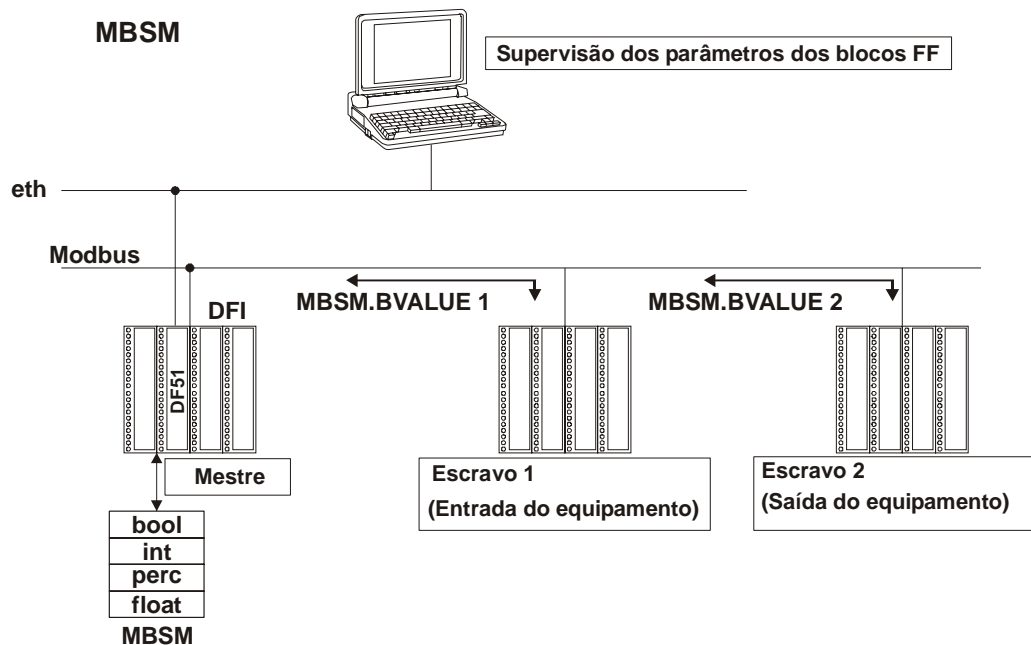 MBSM
Supervisão dos parâmetros dos blocos FF
eth
Modbus
MBSM.BVALUE 1
MBSM.BVALUE 2
DFI
DF51
Mestre
Escravo 1
(Entrada do equipamento)
Escravo 2
(Saída do equipamento)
bool
int
perc
float
MBSM